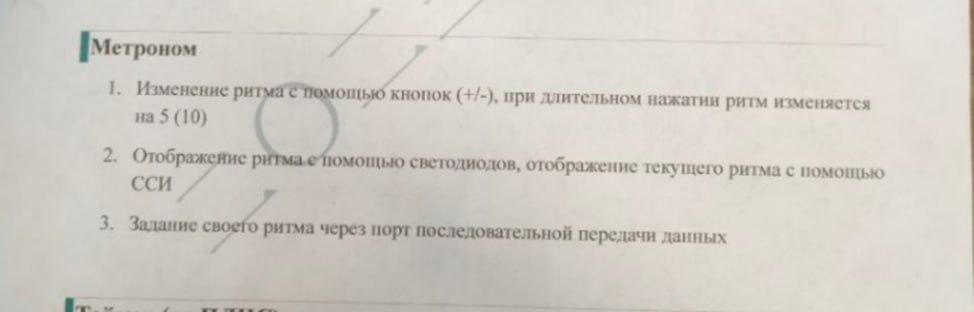 Метроном
1. Изменение ритма с помощью кнопок (+/-), при длительном нажатии ритм изменяется
на 5 (10)
2. Отображение ритма с помощью светодиодов, отображение текущего ритма с помощью
ССИ
3. Задание своего ритма через порт последовательной передачи данных